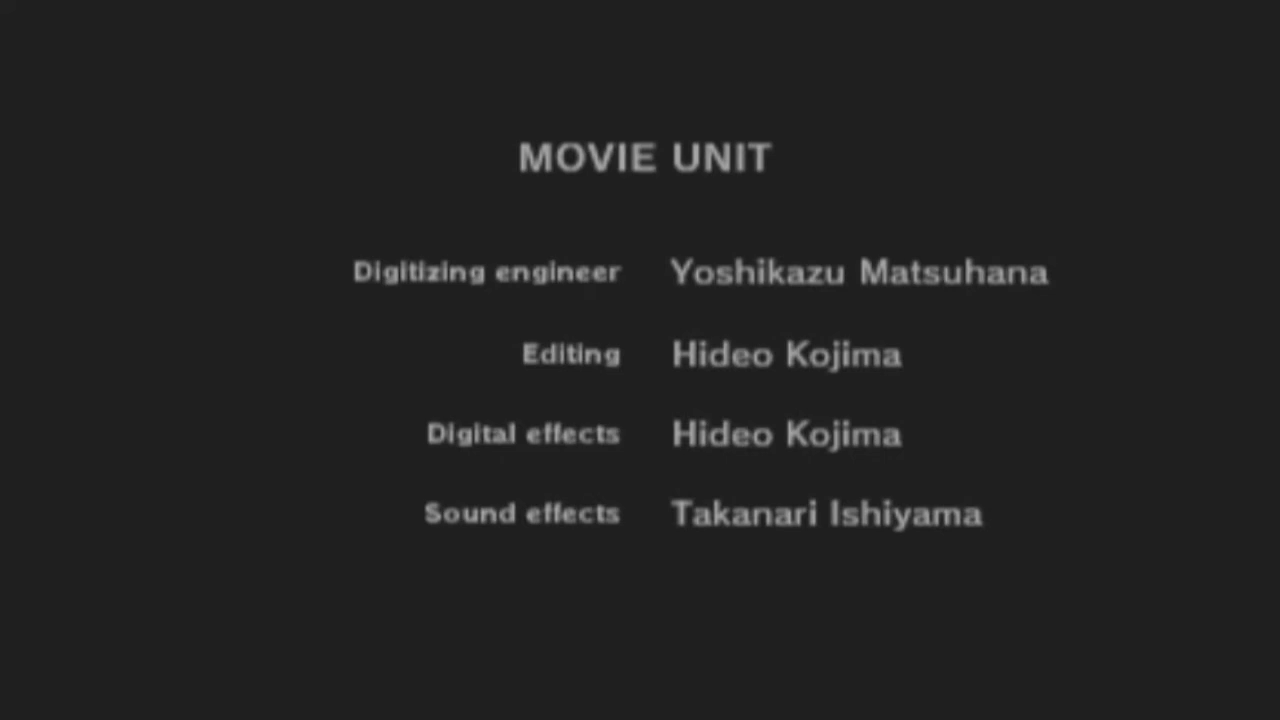 MOVIE UNIT
Digitizing engineer Yoshikazu Matsuhana
Editing Hideo Kojima
Digital effects Hideo Kojima
Sound effects Takanari Ishiyama